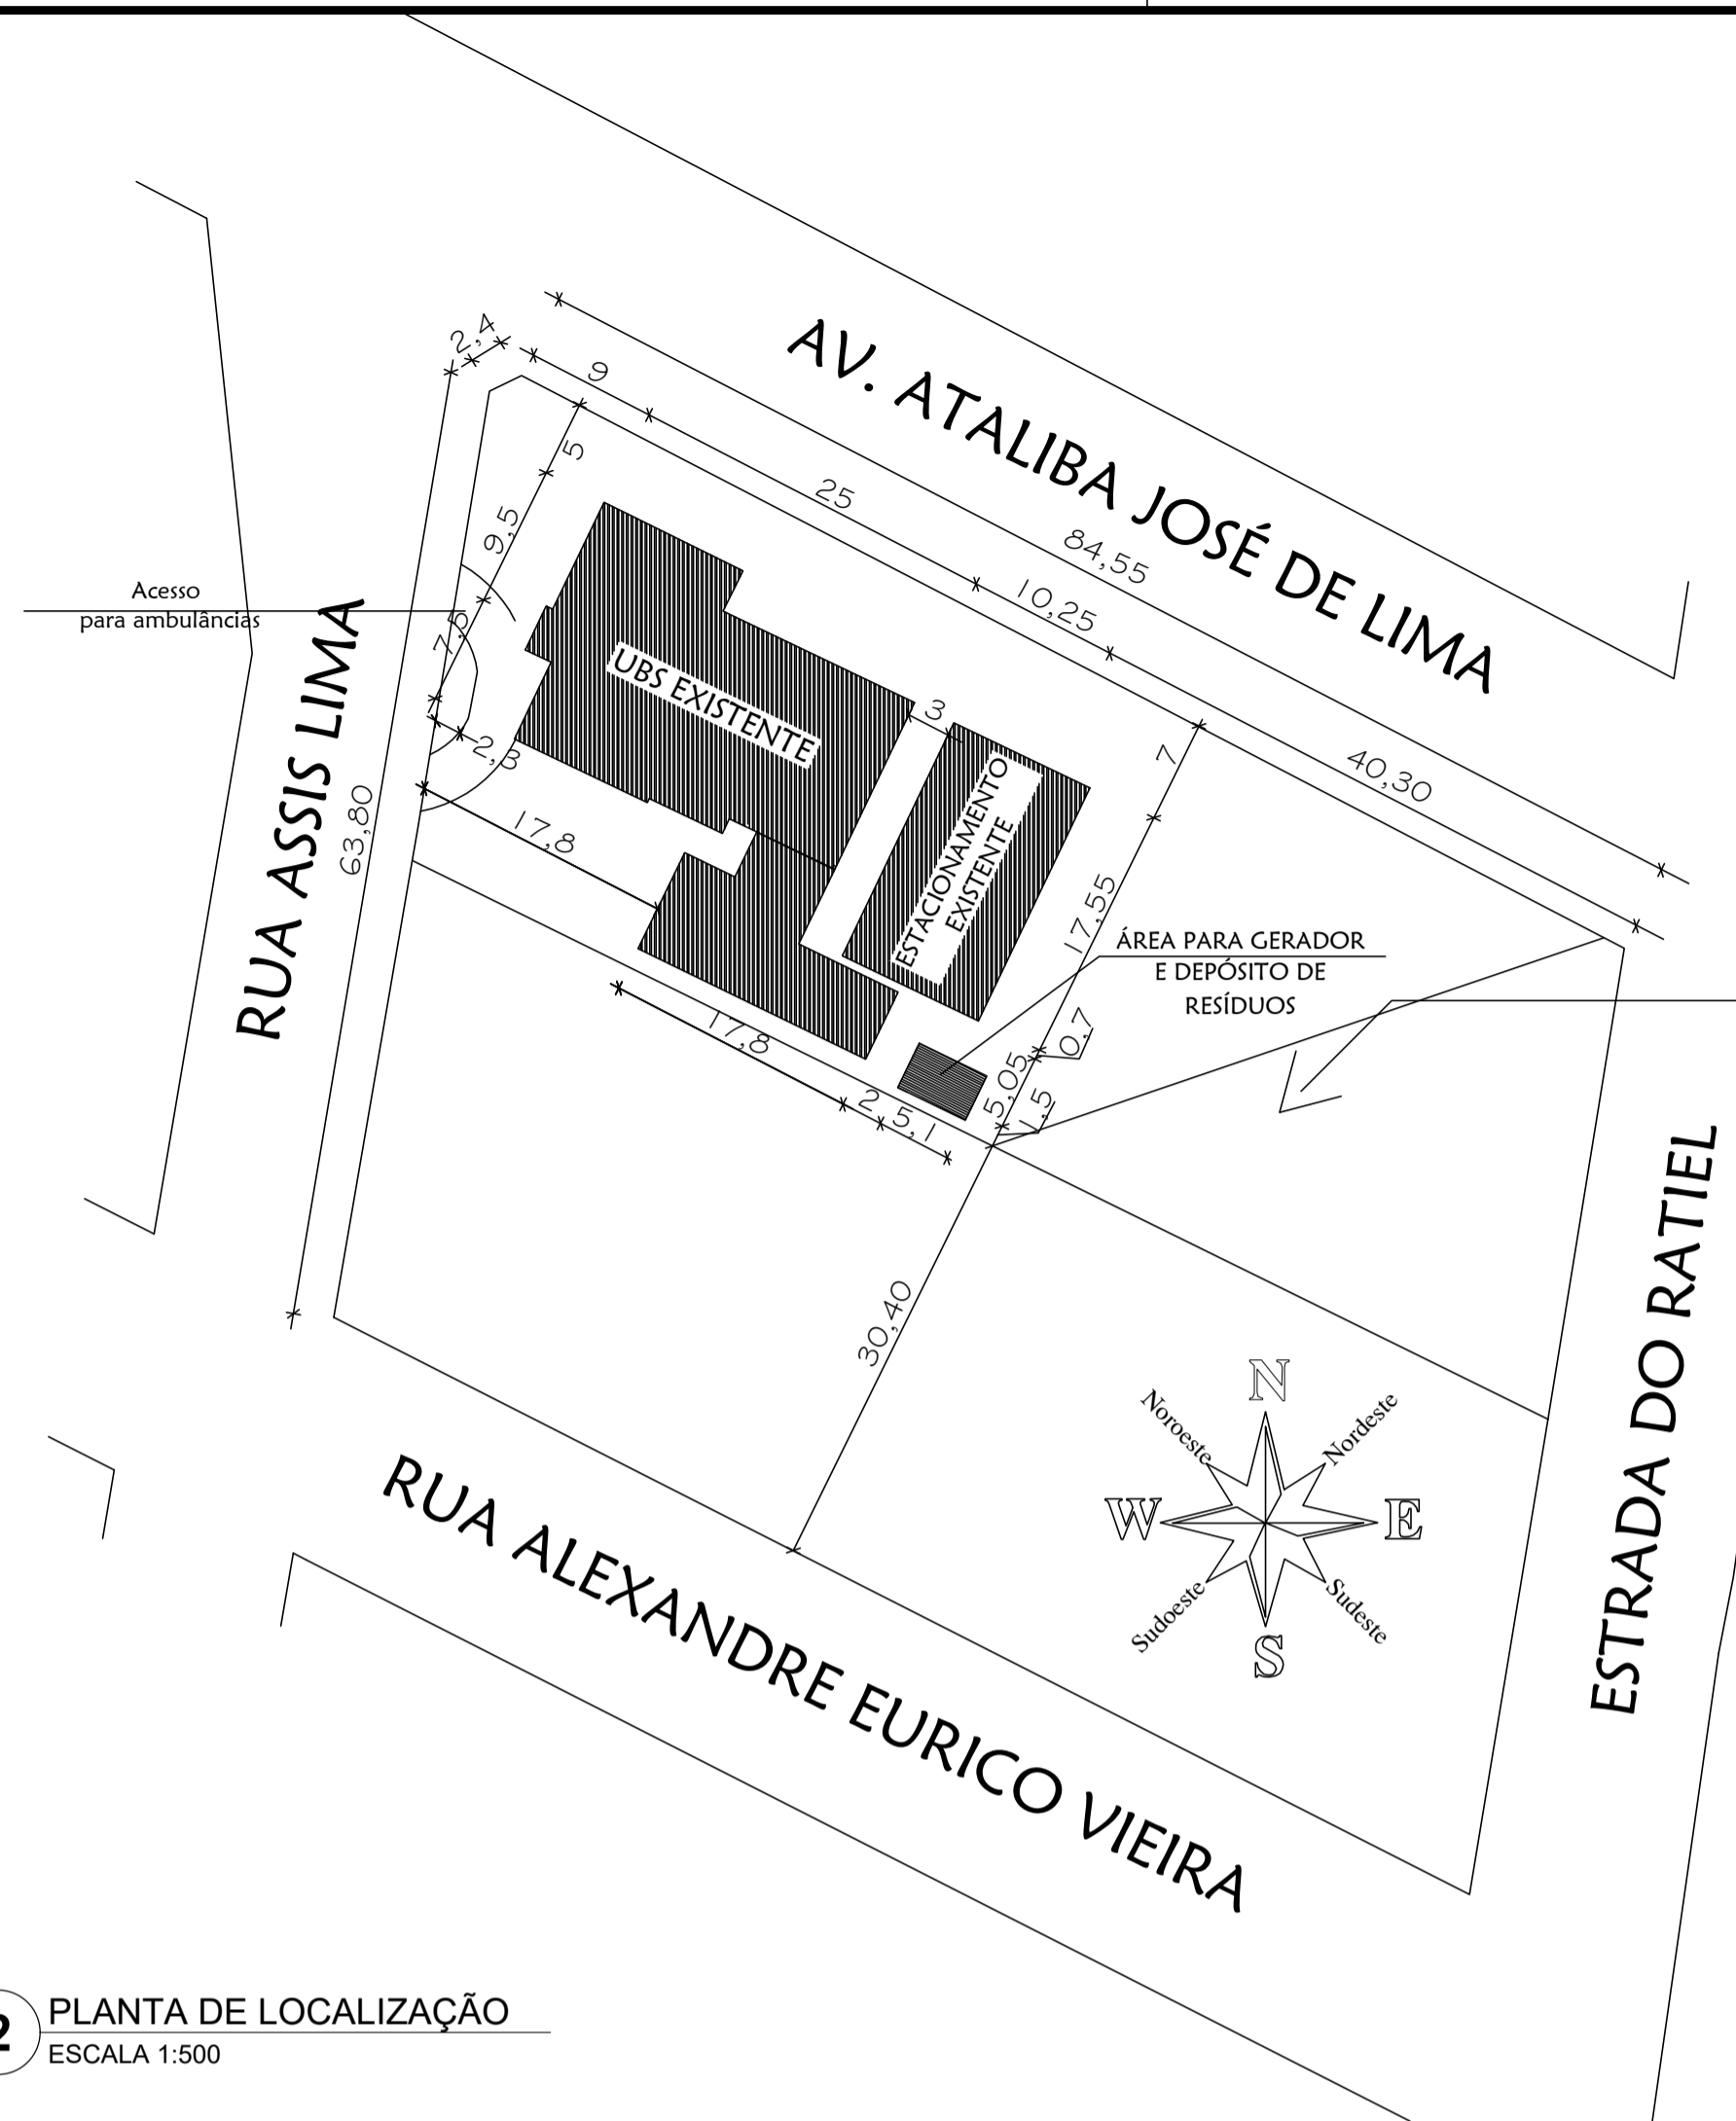 AV. ATALIBA JOSÉ DE LIMA
2,4
9
5
25
84,55
9,5
10,25
Acesso
para ambulâncias
7,5
RUA ASSIS LIMA
UBS EXISTENTE
3
7
40,30
2,3
63,80
17,8
ESTACIONAMENTO
EXISTENTE
17,55
ÁREA PARA GERADOR
E DEPÓSITO DE
RESÍDUOS
17,8
0,7
5,05
1,5
2
5,1
ESTRADA DO RATIEL
30,40
N
Noroeste
Nordeste
W
E
Sudoeste
Sudeste
S
RUA ALEXANDRE EURICO VIEIRA
2
PLANTA DE LOCALIZAÇÃO
ESCALA 1:500